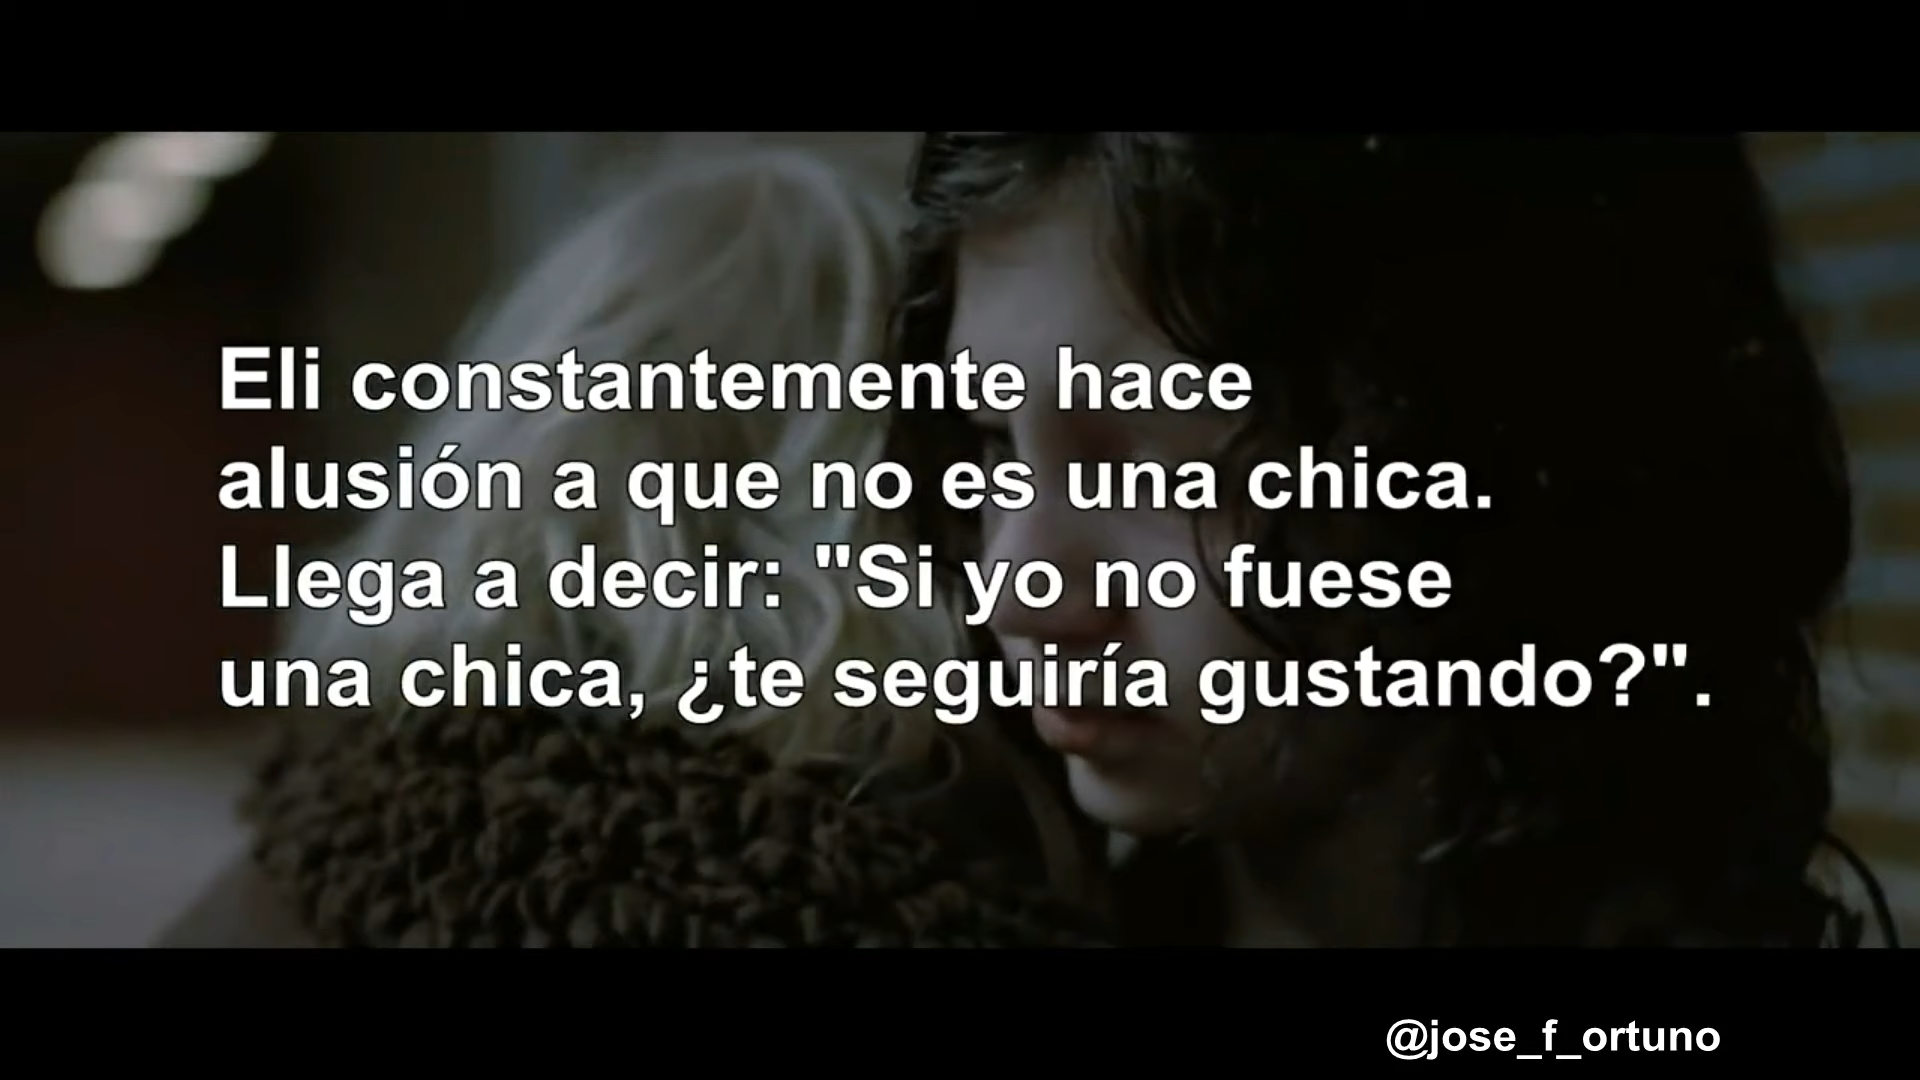 Eli constantemente hace
alusión a que no es una chica.
Llega a decir: "Si yo no fuese
una chica, ¿te seguiría gustando?".
@jose_f_ortuno